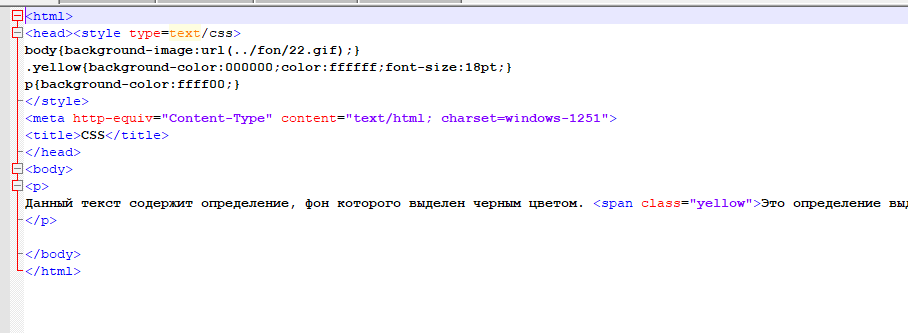 <html>
<head><style type=text/css>
body{background-image:url(../fon/22.gif);}
.yellow{background-color:000000;color:ffffff;font-size:18pt;}
p{background-color:ffff00;}
</style>
<meta http-equiv="Content-Type" content="text/html; charset=windows-1251">
<title>CSS</title>
</head>
<body>
<p>
Данный текст содержит определение, фон которого выделен черным цветом. <span class="yellow">Это определение
</p>
</body>
</html>